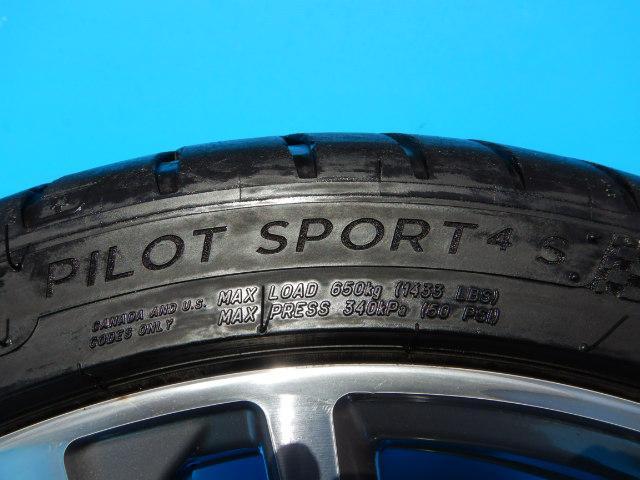 PILOT SPORT 4 S
CANADA AND U.S.
CODES ONLY
MAX LOAD 650kg (1433 LBS)
MAX PRESS 340kPa (50 PSI)